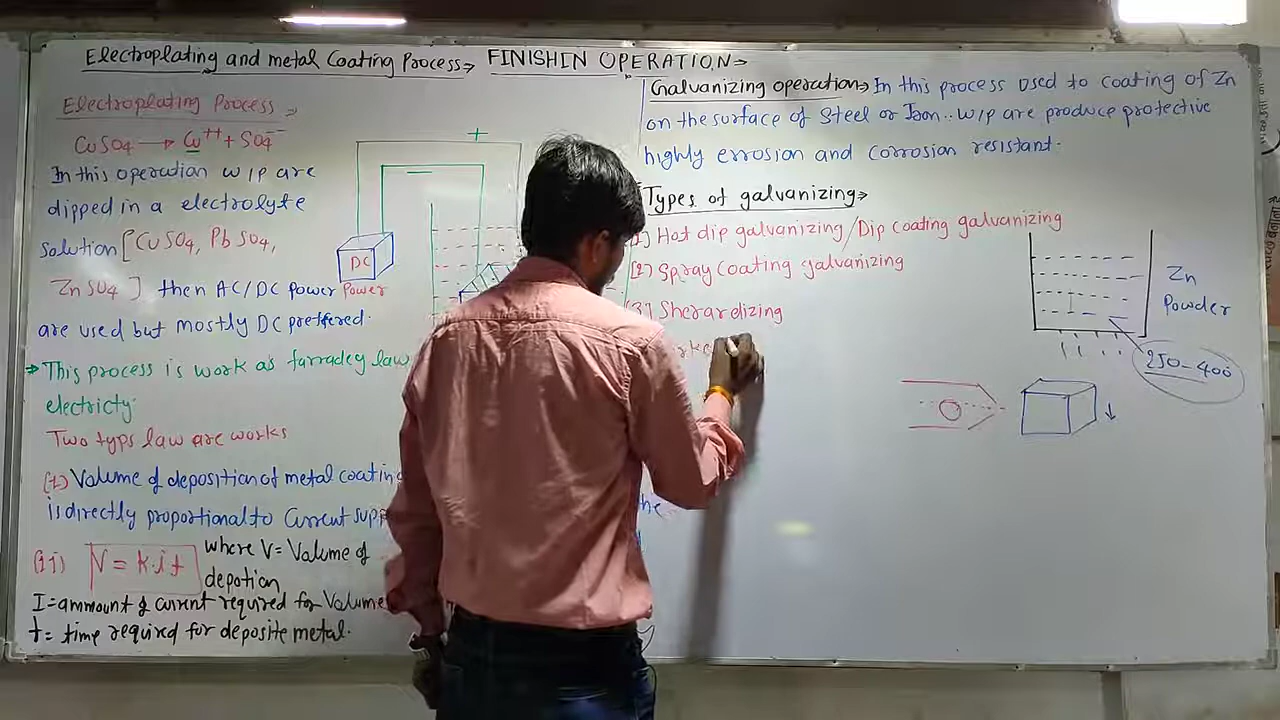 Electroplating and metal Coating Process→ FINISHIN OPERATION→
Electroplating Process
CuSO4 → Cu++ + SO4--
In this operation W/P are
dipped in a electrolyte
Solution [CuSO4, PbSO4,
ZnSO4] then AC/DC power
are used but mostly DC preffered.
→ This process is work as farradey law
electricty.
Two typs law are works
(I) Volume of deposition of metal coatin
is directly proportional to Current supp
(II) V = k.i.t where V = Volume of
depotion
I = ammount of current required for Volume
t = time required for deposite metal.
+
DC
Power
Galvanizing operation→ In this process used to coating of Zn
on the surface of Steel or Iron.. W/P are produce protective
highly errosion and corrosion resistant.
Types of galvanizing→
(1) Hot dip galvanizing/Dip coating galvanizing
(2) Spray Coating galvanizing
(3) Sherardizing
Zn
Powder
250-400
he